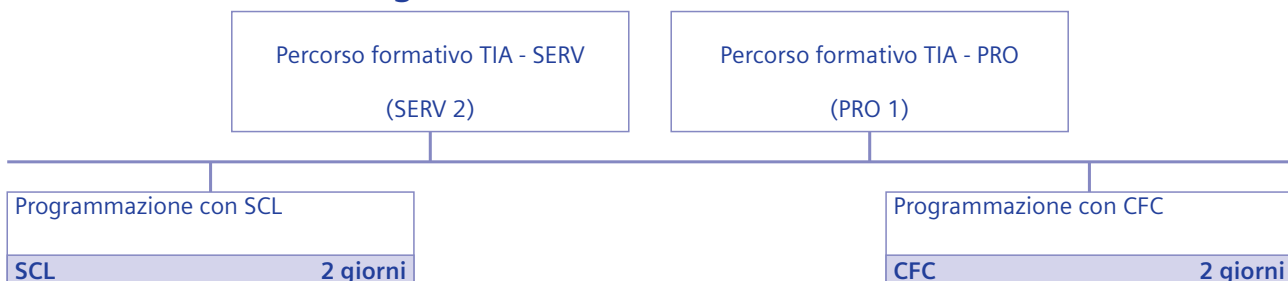 Percorso formativo TIA - SERV
(SERV 2)
Percorso formativo TIA - PRO
(PRO 1)
Programmazione con SCL
SCL 2 giorni
Programmazione con CFC
CFC 2 giorni